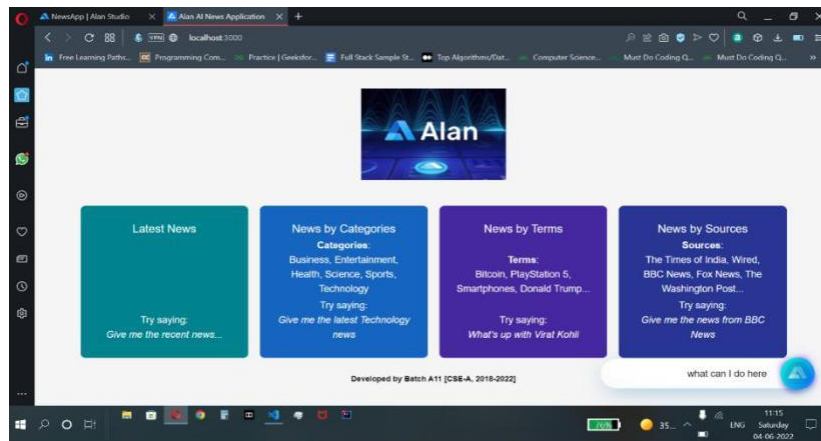 NewsApp | Alan Studio
Alan AI News Application
VPN
localhost:3000
Free Learning Paths...
Programming Com...
Practice | Geeksfor...
Full Stack Sample St...
Top Algorithms/Dat...
Computer Science...
Must Do Coding Q...
Must Do Coding Q...
Alan
Latest News
Try saying:
Give me the recent news...
News by Categories
Categories:
Business, Entertainment,
Health, Science, Sports,
Technology
Try saying:
Give me the latest Technology
news
News by Terms
Terms:
Bitcoin, PlayStation 5,
Smartphones, Donald Trump...
Try saying:
What's up with Virat Kohli
News by Sources
Sources:
The Times of India, Wired,
BBC News, Fox News, The
Washington Post...
Try saying:
Give me the news from BBC
News
Developed by Batch A11 [CSE-A, 2018-2022]
what can I do here
76%
35...
ENG
11:15
Saturday
04-06-2022